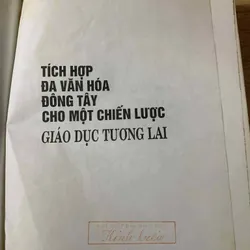 TÍCH HỢP
ĐA VĂN HÓA
ĐÔNG TÂY
CHO MỘT CHIẾN LƯỢC
GIÁO DỤC TƯƠNG LAI